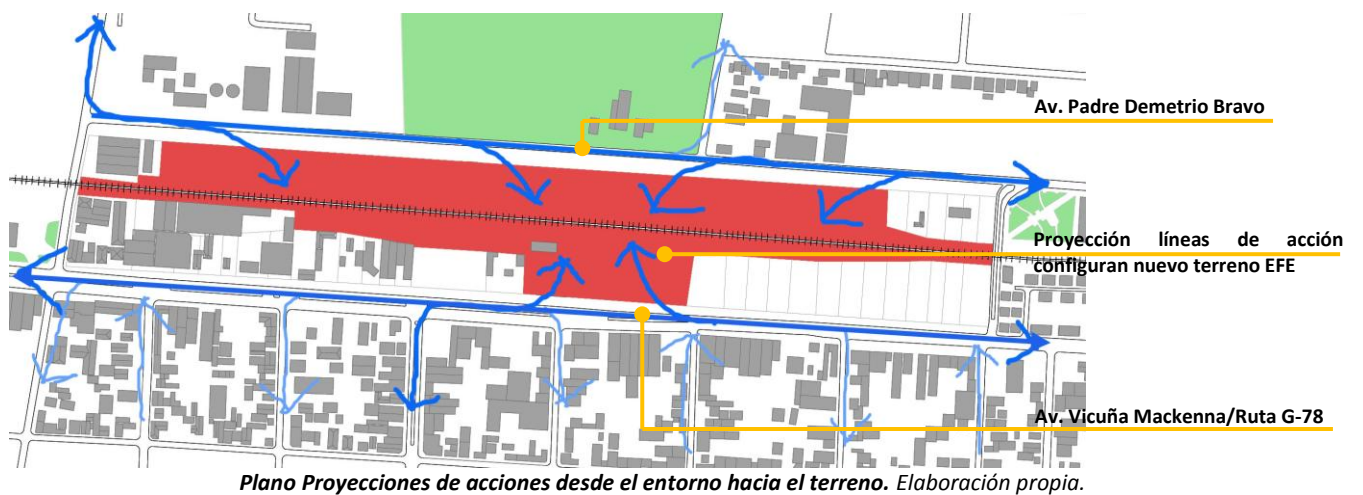 Av. Padre Demetrio Bravo
Proyección líneas de acción
configuran nuevo terreno EFE
Av. Vicuña Mackenna/Ruta G-78
Plano Proyecciones de acciones desde el entorno hacia el terreno. Elaboración propia.